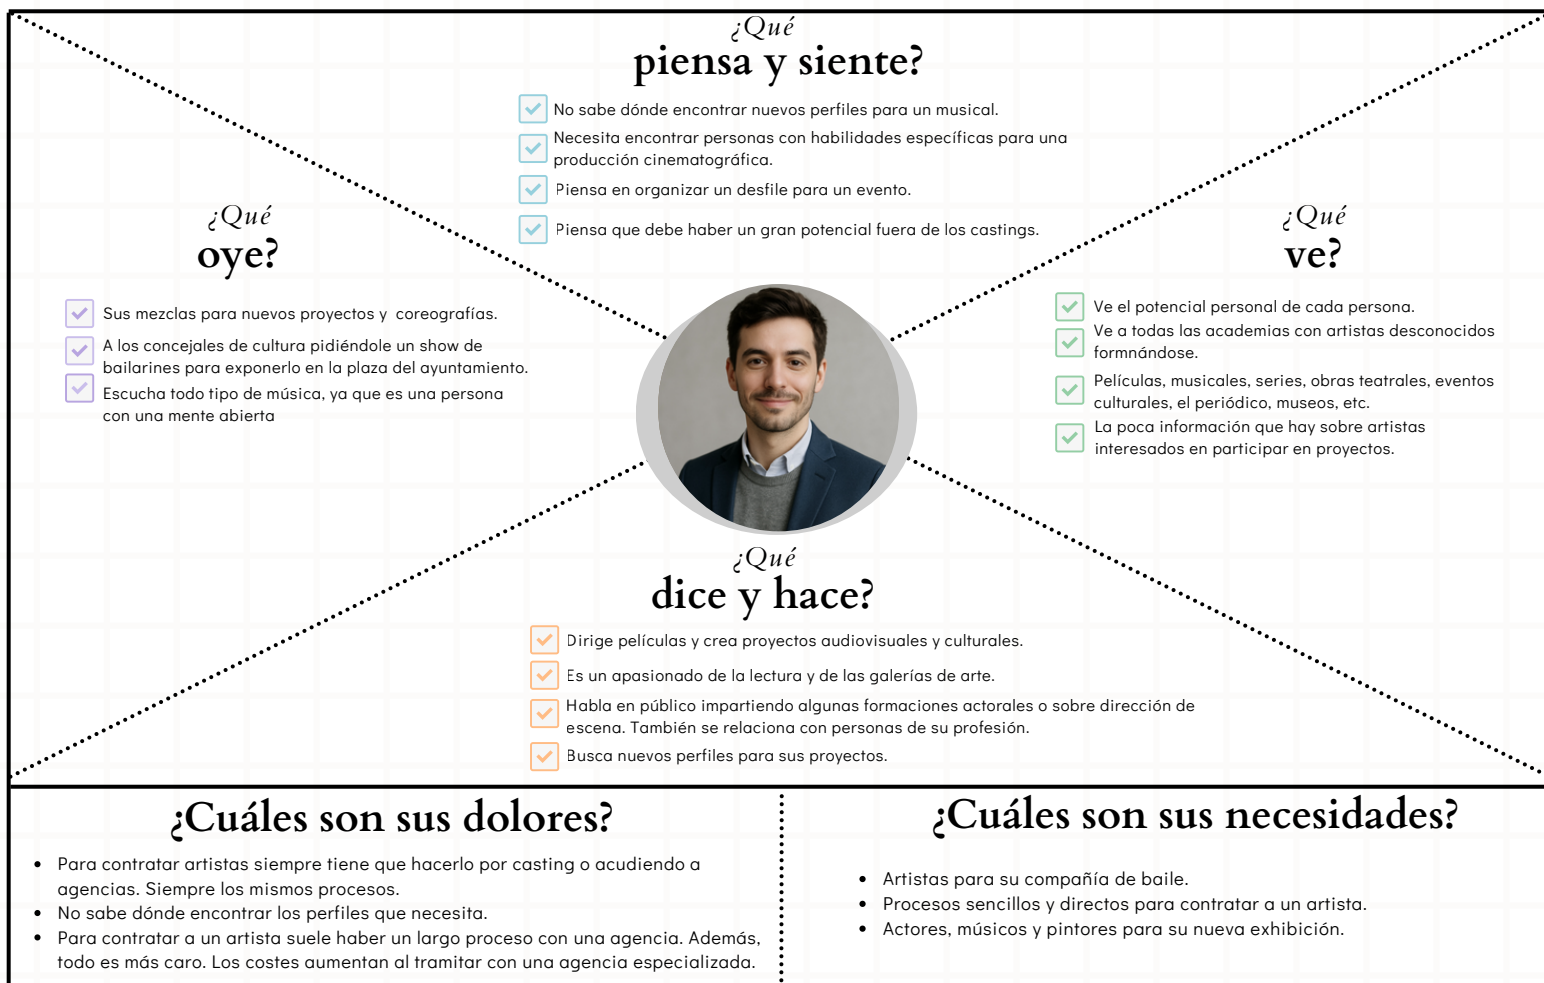 ¿Qué
piensa y siente?
No sabe dónde encontrar nuevos perfiles para un musical.
Necesita encontrar personas con habilidades específicas para una
producción cinematográfica.
Piensa en organizar un desfile para un evento.
Piensa que debe haber un gran potencial fuera de los castings.
¿Qué
oye?
Sus mezclas para nuevos proyectos y coreografías.
A los concejales de cultura pidiéndole un show de
bailarines para exponerlo en la plaza del ayuntamiento.
Escucha todo tipo de música, ya que es una persona
con una mente abierta
¿Qué
ve?
Ve el potencial personal de cada persona.
Ve a todas las academias con artistas desconocidos
formnándose.
Películas, musicales, series, obras teatrales, eventos
culturales, el periódico, museos, etc.
La poca información que hay sobre artistas
interesados en participar en proyectos.
¿Qué
dice y hace?
Dirige películas y crea proyectos audiovisuales y culturales.
Es un apasionado de la lectura y de las galerías de arte.
Habla en público impartiendo algunas formaciones actorales o sobre dirección de
escena. También se relaciona con personas de su profesión.
Busca nuevos perfiles para sus proyectos.
¿Cuáles son sus dolores?
• Para contratar artistas siempre tiene que hacerlo por casting o acudiendo a
agencias. Siempre los mismos procesos.
• No sabe dónde encontrar los perfiles que necesita.
• Para contratar a un artista suele haber un largo proceso con una agencia. Además,
todo es más caro. Los costes aumentan al tramitar con una agencia especializada.
¿Cuáles son sus necesidades?
• Artistas para su compañía de baile.
• Procesos sencillos y directos para contratar a un artista.
• Actores, músicos y pintores para su nueva exhibición.